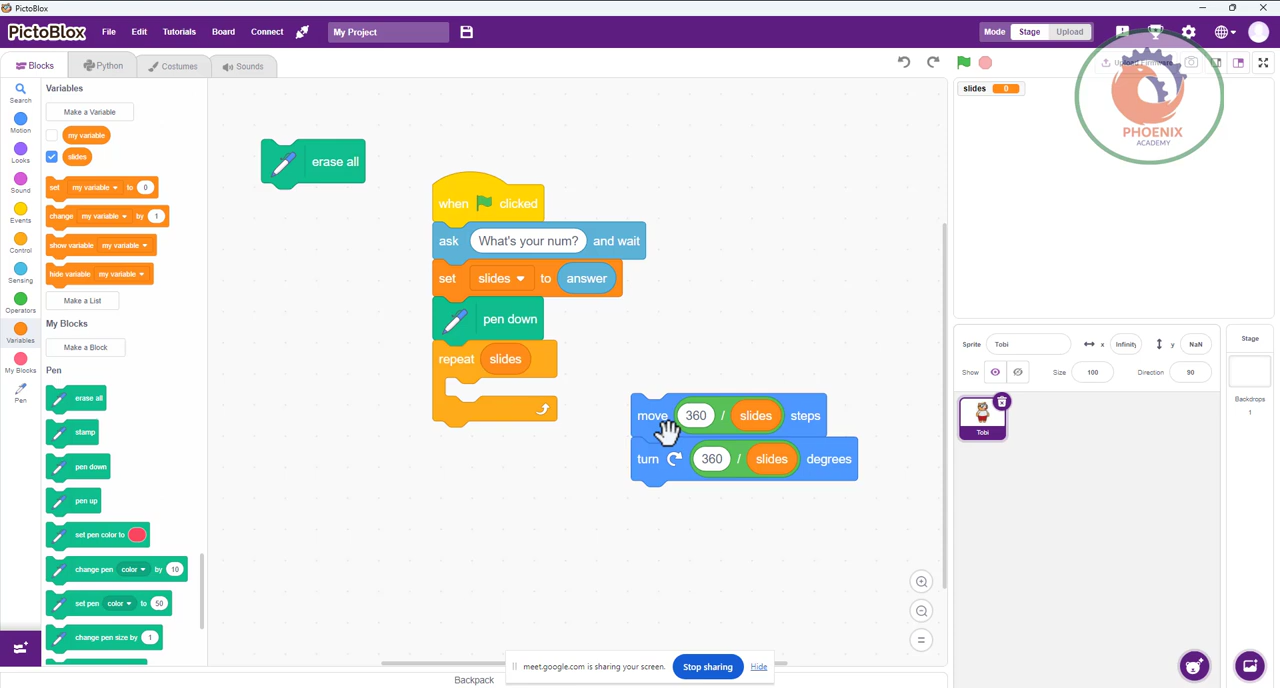 PictoBlox
PictoBlox File Edit Tutorials Board Connect My Project Mode Stage Upload
Blocks Python Costumes Sounds Upload Firmware
Search
Motion
Looks
Sound
Events
Control
Sensing
Operators
Variables
My Blocks
Pen
Variables
Make a Variable
my variable
slides
set my variable to 0
change my variable by 1
show variable my variable
hide variable my variable
Make a List
My Blocks
Make a Block
Pen
erase all
stamp
pen down
pen up
set pen color to
change pen color by 10
set pen color to 50
change pen size by 1
erase all
when clicked
ask What's your num? and wait
set slides to answer
pen down
repeat slides
move 360 / slides steps
turn 360 / slides degrees
slides 0
PHOENIX
ACADEMY
Sprite Tobi x Infinity y NaN
Show Size 100 Direction 90
Tobi
Stage
Backdrops
1
meet.google.com is sharing your screen. Stop sharing Hide
Backpack